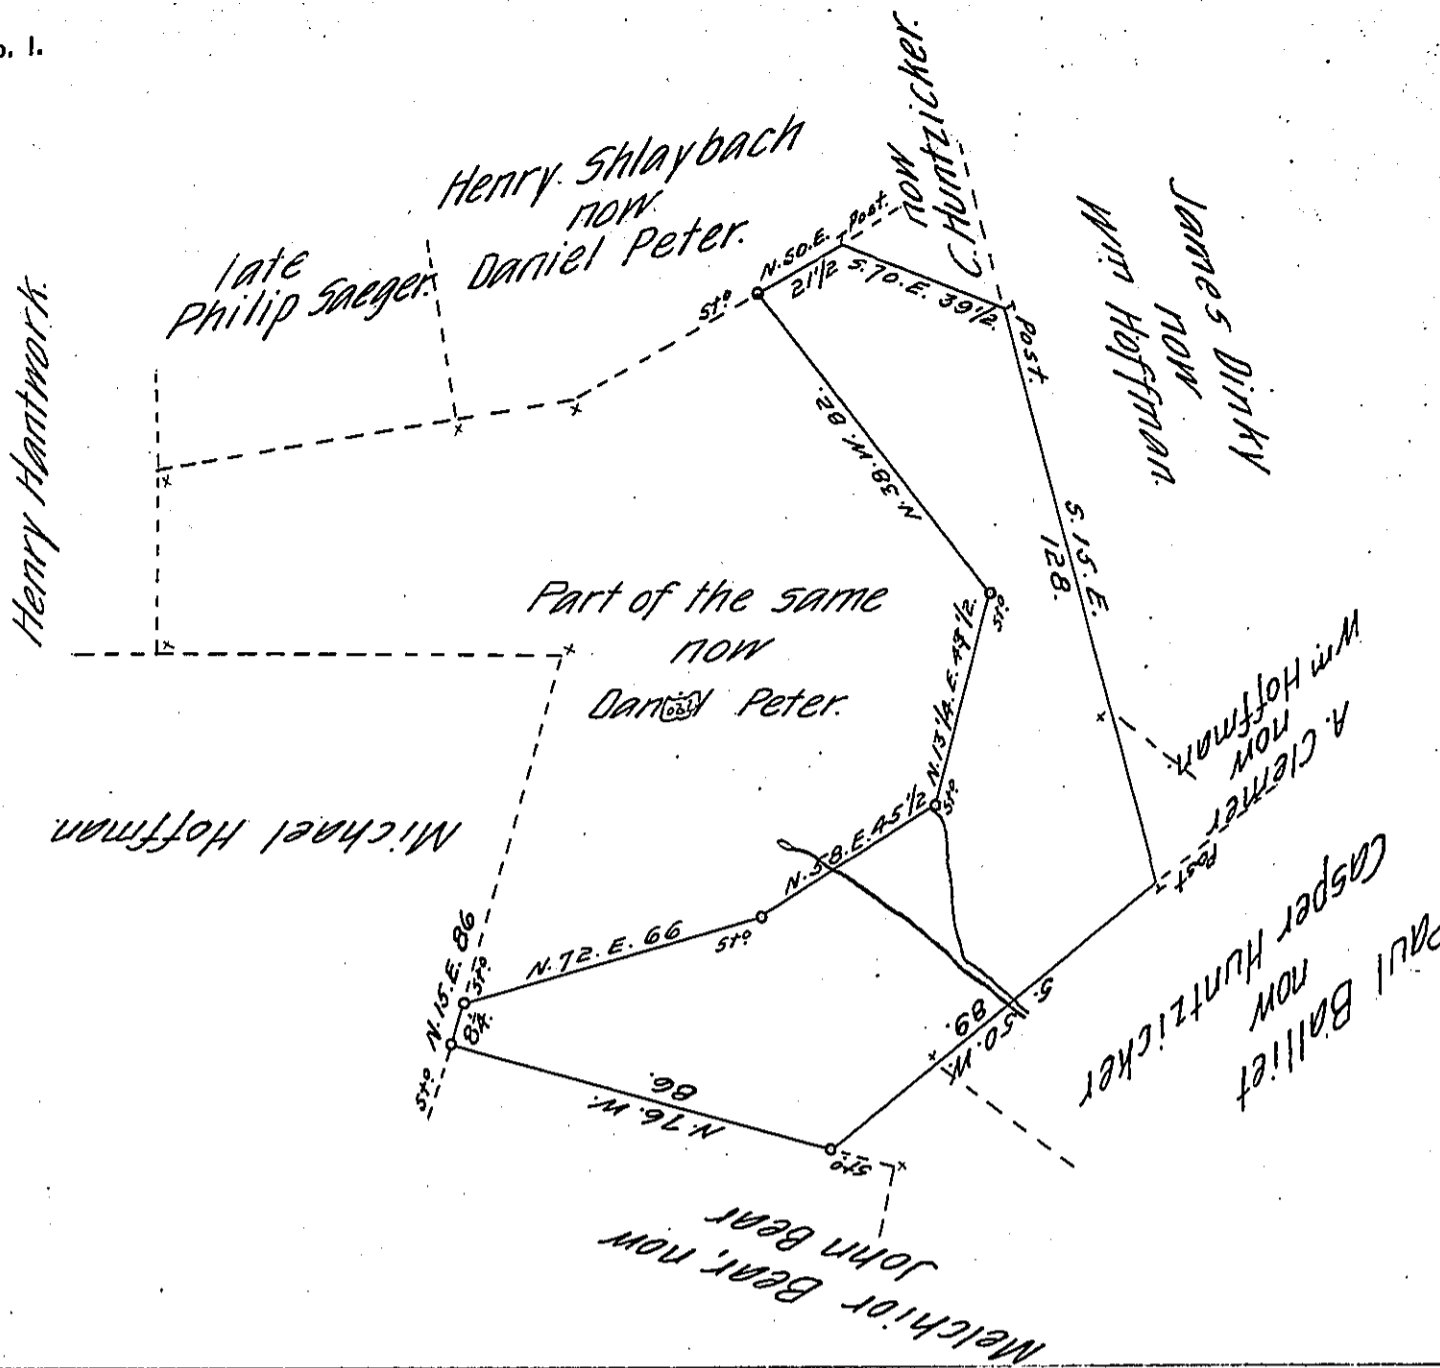 Henry Hantwork.
late
Philip Saeger.
Henry Shlaybach
now
Daniel Peter.
now
C. Huntzicker.
James Dinky
now
Wm Hoffman.
Sto
N.50.E.
21½
Post.
S.70.E. 39½
Post.
N.38.W. 82.
S.15.E.
128.
Sto
N.13¼.E.
Sto
Part of the same
now
Peter.
Wm Hoffman
now
A. Clemer
Post
Michael Hoffman
N.58.E.45½
Sto
N.72.E.66
N.15.E. 86
Sto
8¼.
Sto
N.76.W.
86.
Sto
S. 50.W.
89.
Paul Balliet
now
Casper Huntzicker
Melchior Bear, now
John Bear